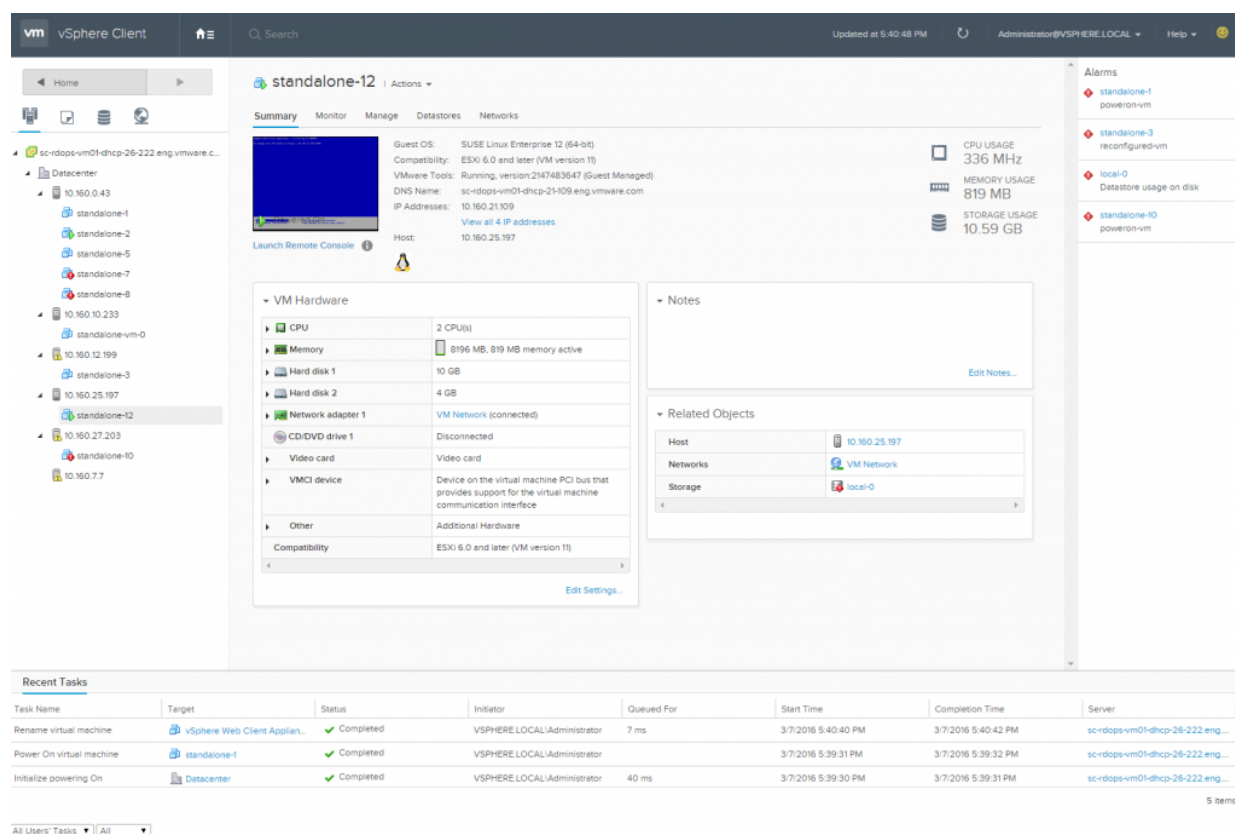 vm vSphere Client Search Updated at 5:40:48 PM Administrator@VSPHERE.LOCAL Help
Home
sc-rdops-vm01-dhcp-26-222.eng.vmware.c...
Datacenter
10.160.0.43
standalone-1
standalone-2
standalone-5
standalone-7
standalone-8
10.160.10.233
standalone-vm-0
10.160.12.199
standalone-3
10.160.25.197
standalone-12
10.160.27.203
standalone-10
10.160.7.7
standalone-12 Actions
Summary Monitor Manage Datastores Networks
Launch Remote Console
Guest OS: SUSE Linux Enterprise 12 (64-bit)
Compatibility: ESXi 6.0 and later (VM version 11)
VMware Tools: Running, version:2147483647 (Guest Managed)
DNS Name: sc-rdops-vm01-dhcp-21-109.eng.vmware.com
IP Addresses: 10.160.21.109
View all 4 IP addresses
Host: 10.160.25.197
CPU USAGE
336 MHz
MEMORY USAGE
819 MB
STORAGE USAGE
10.59 GB
VM Hardware
CPU 2 CPU(s)
Memory 8196 MB, 819 MB memory active
Hard disk 1 10 GB
Hard disk 2 4 GB
Network adapter 1 VM Network (connected)
CD/DVD drive 1 Disconnected
Video card Video card
VMCI device Device on the virtual machine PCI bus that
provides support for the virtual machine
communication interface
Other Additional Hardware
Compatibility ESXi 6.0 and later (VM version 11)
Edit Settings...
Notes
Edit Notes...
Related Objects
Host 10.160.25.197
Networks VM Network
Storage local-0
Alarms
standalone-1
poweron-vm
standalone-3
reconfigured-vm
local-0
Datastore usage on disk
standalone-10
poweron-vm
Recent Tasks
Task Name Target Status Initiator Queued For Start Time Completion Time Server
Rename virtual machine vSphere Web Client Applian... Completed VSPHERE.LOCAL\Administrator 7 ms 3/7/2016 5:40:40 PM 3/7/2016 5:40:42 PM sc-rdops-vm01-dhcp-26-222.eng....
Power On virtual machine standalone-1 Completed VSPHERE.LOCAL\Administrator 3/7/2016 5:39:31 PM 3/7/2016 5:39:32 PM sc-rdops-vm01-dhcp-26-222.eng....
Initialize powering On Datacenter Completed VSPHERE.LOCAL\Administrator 40 ms 3/7/2016 5:39:30 PM 3/7/2016 5:39:31 PM sc-rdops-vm01-dhcp-26-222.eng....
5 items
All Users' Tasks All